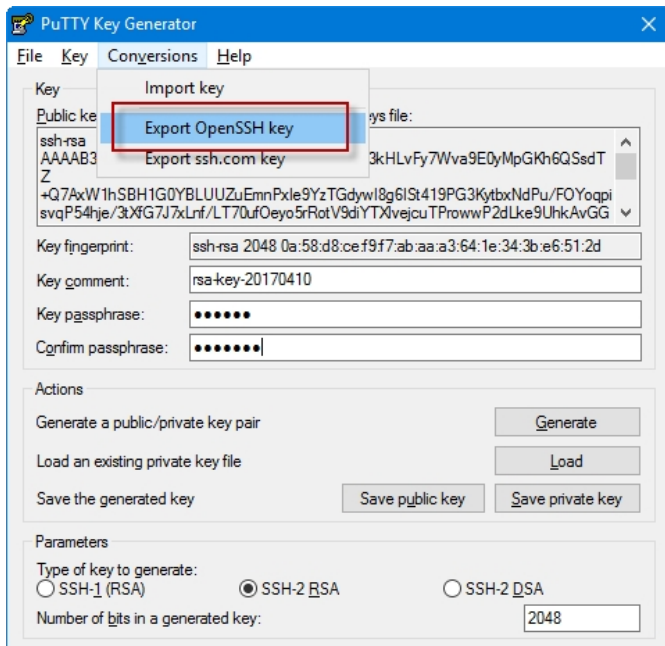 PuTTY Key Generator
File Key Conversions Help
Key
Import key
Public ke
ys file:
Export OpenSSH key
Export ssh.com key
ssh-rsa
AAAAB3
3kHLvFy7Wva9E0yMpGKh6QSsdT
Z
+Q7AxW1hSBH1G0YBLUUZuEmnPxle9YzTGdywI8g6ISt419PG3KytbxNdPu/FOYoqpi
svqP54hje/3tXfG7J7xLnf/LT70ufOeyo5rRotV9diYTXlvejcuTProwwP2dLke9UhkAvGG
Key fingerprint: ssh-rsa 2048 0a:58:d8:ce:f9:f7:ab:aa:a3:64:1e:34:3b:e6:51:2d
Key comment: rsa-key-20170410
Key passphrase: ●●●●●●
Confirm passphrase: ●●●●●●●
Actions
Generate a public/private key pair Generate
Load an existing private key file Load
Save the generated key Save public key Save private key
Parameters
Type of key to generate:
SSH-1 (RSA) SSH-2 RSA SSH-2 DSA
Number of bits in a generated key: 2048